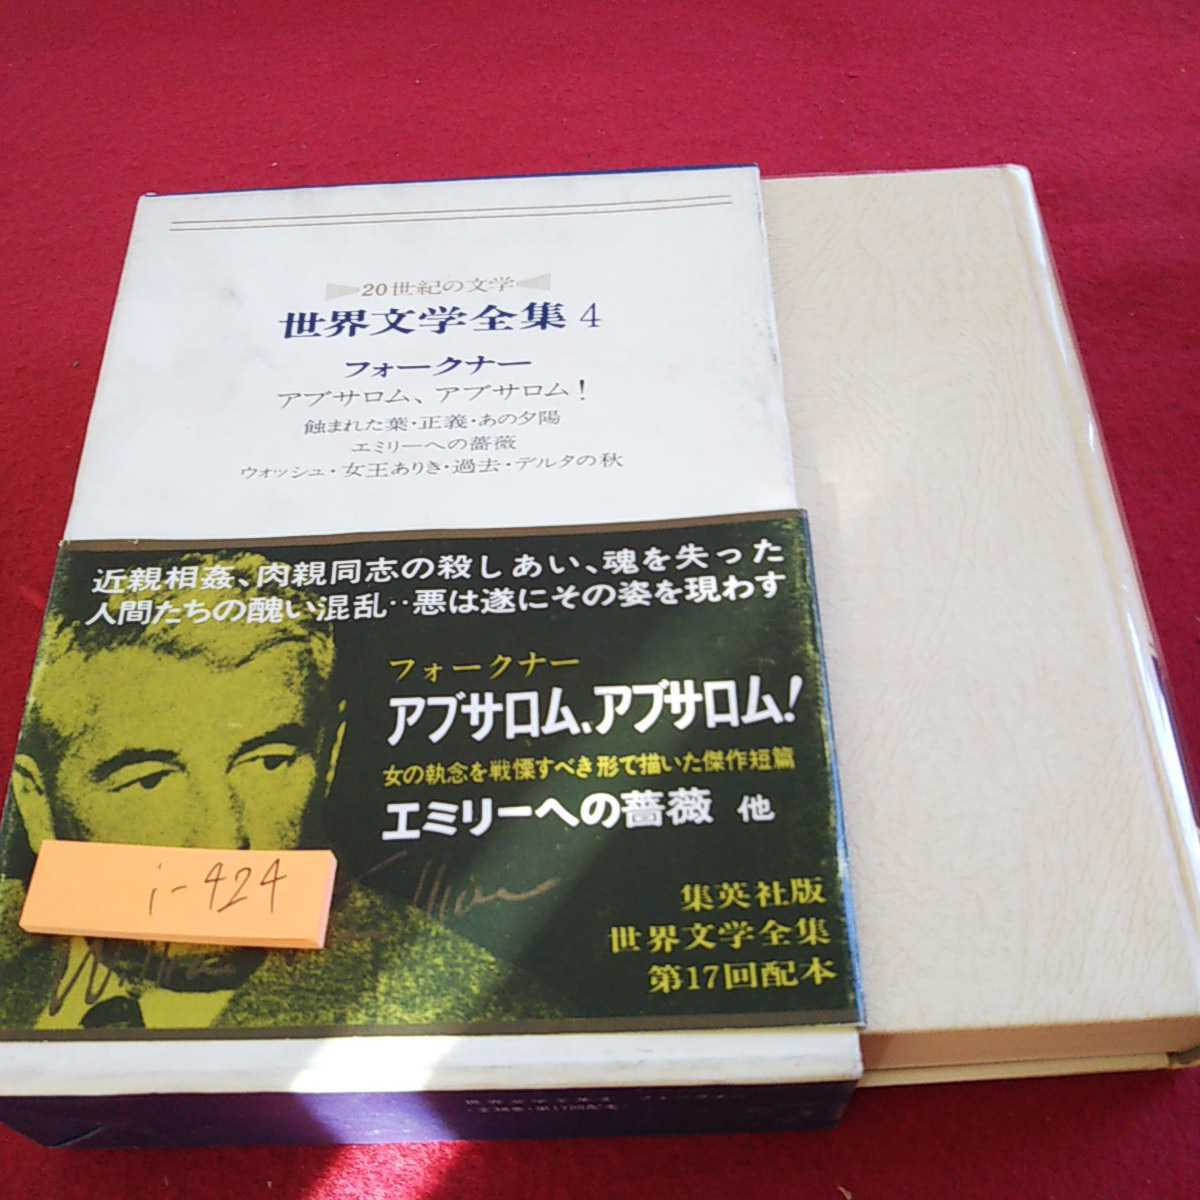 20世紀の文学
世界文学全集 4
フォークナー
アブサロム、アブサロム!
蝕まれた葉・正義・あの夕陽
エミリーへの薔薇
ウォッシュ・女王ありき・過去・デルタの秋
近親相姦、肉親同志の殺しあい、魂を失った
人間たちの醜い混乱‥悪は遂にその姿を現わす
フォークナー
アブサロム、アブサロム!
女の執念を戦慄すべき形で描いた傑作短篇
エミリーへの薔薇 他
i-424
集英社版
世界文学全集
第17回配本